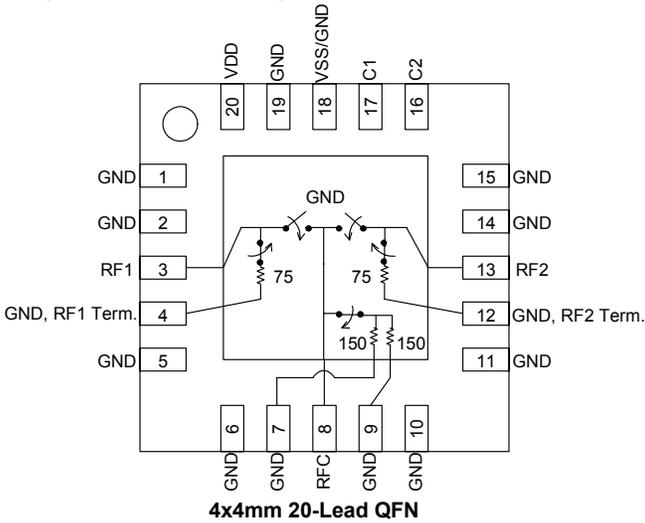 VDD
GND
VSS/GND
C1
C2
20
19
18
17
16
GND 1
15 GND
GND
GND 2
14 GND
RF1 3
13 RF2
75
75
GND, RF1 Term. 4
12 GND, RF2 Term.
150
150
GND 5
11 GND
6
7
8
9
10
GND
GND
RFC
GND
GND
4x4mm 20-Lead QFN